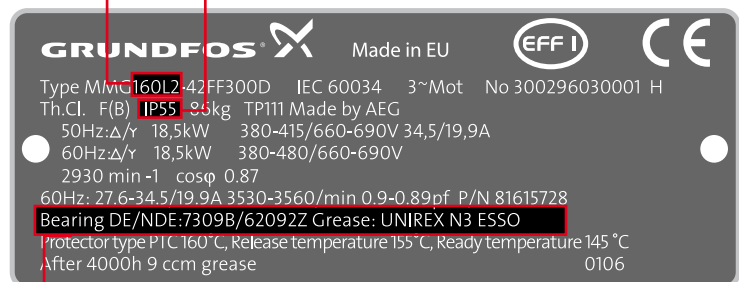 GRUNDFOS Made in EU EFF 1 CE
Type MMG160L2-42FF300D IEC 60034 3~Mot No 300296030001 H
Th.Cl. F(B) IP55 86kg TP111 Made by AEG
50Hz:△/Y 18,5kW 380-415/660-690V 34,5/19,9A
60Hz:△/Y 18,5kW 380-480/660-690V
2930 min -1 cosφ 0.87
60Hz: 27.6-34.5/19.9A 3530-3560/min 0.9-0.89pf P/N 81615728
Bearing DE/NDE:7309B/62092Z Grease: UNIREX N3 ESSO
Protector type PTC 160°C, Release temperature 155°C, Ready temperature 145 °C
After 4000h 9 ccm grease 0106